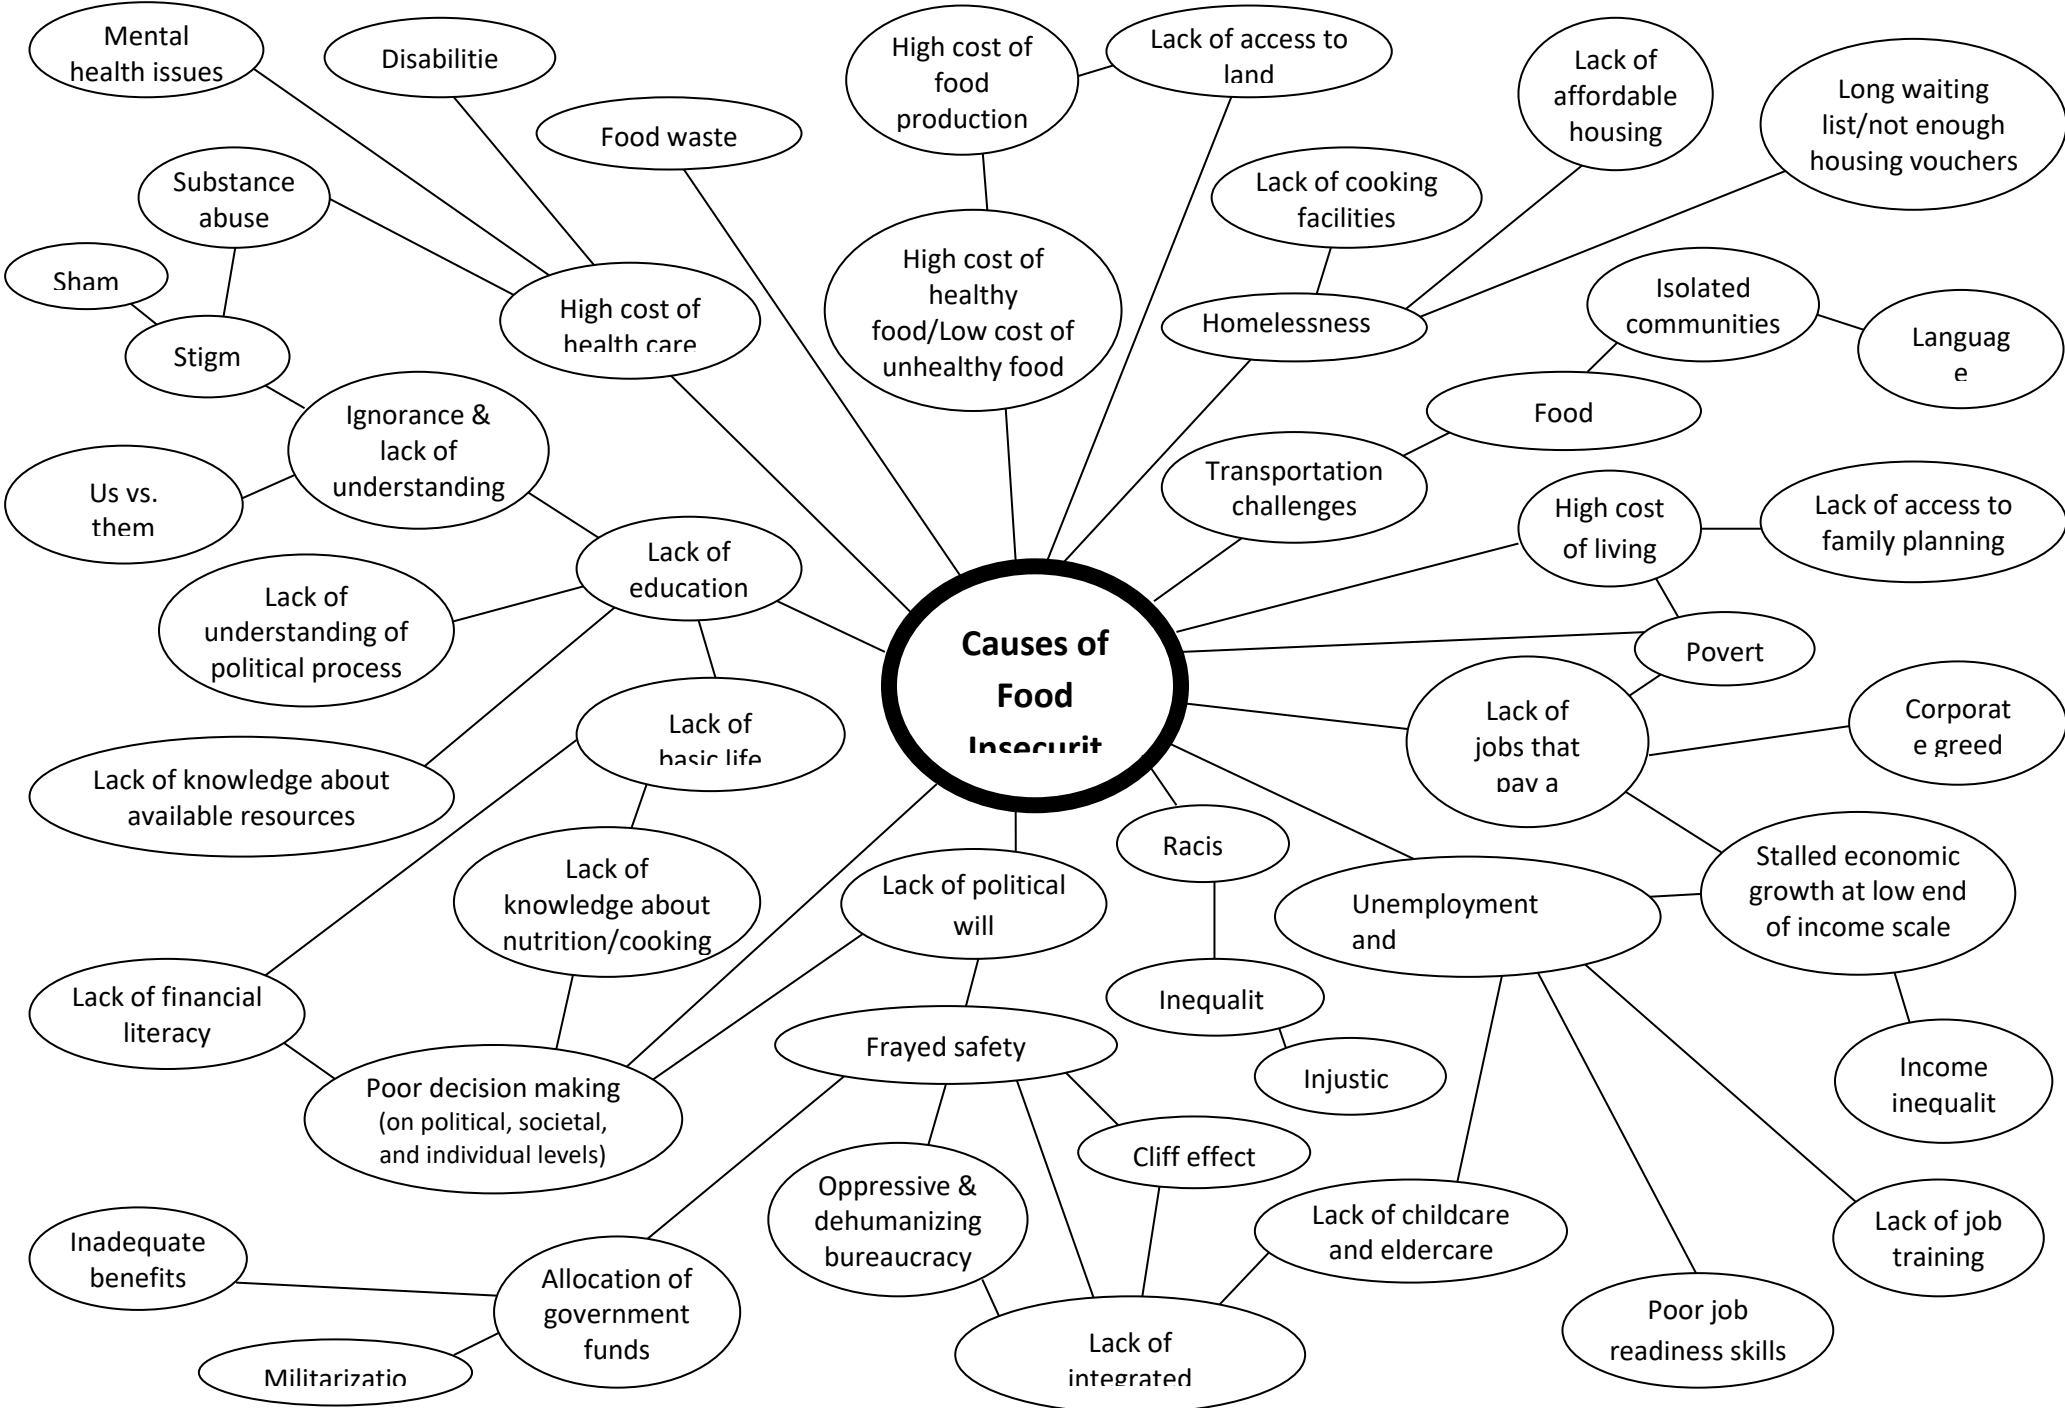 Mental
health issues
Disabilitie
Food waste
High cost of
food
production
Lack of access to
land
Lack of
affordable
housing
Long waiting
list/not enough
housing vouchers
Substance
abuse
Lack of cooking
facilities
Sham
Stigm
High cost of
health care
High cost of
healthy
food/Low cost of
unhealthy food
Homelessness
Isolated
communities
Languag
e
Ignorance &
lack of
understanding
Food
Transportation
challenges
Us vs.
them
High cost
of living
Lack of access to
family planning
Lack of
education
Lack of
understanding of
political process
Causes of
Food
Insecurit
Povert
Lack of
basic life
Lack of
jobs that
pay a
Corporat
e greed
Lack of knowledge about
available resources
Racis
Stalled economic
growth at low end
of income scale
Lack of
knowledge about
nutrition/cooking
Lack of political
will
Unemployment
and
Lack of financial
literacy
Inequalit
Frayed safety
Injustic
Income
inequalit
Poor decision making
(on political, societal,
and individual levels)
Cliff effect
Oppressive &
dehumanizing
bureaucracy
Lack of childcare
and eldercare
Lack of job
training
Inadequate
benefits
Allocation of
government
funds
Poor job
readiness skills
Militarizatio
Lack of
integrated